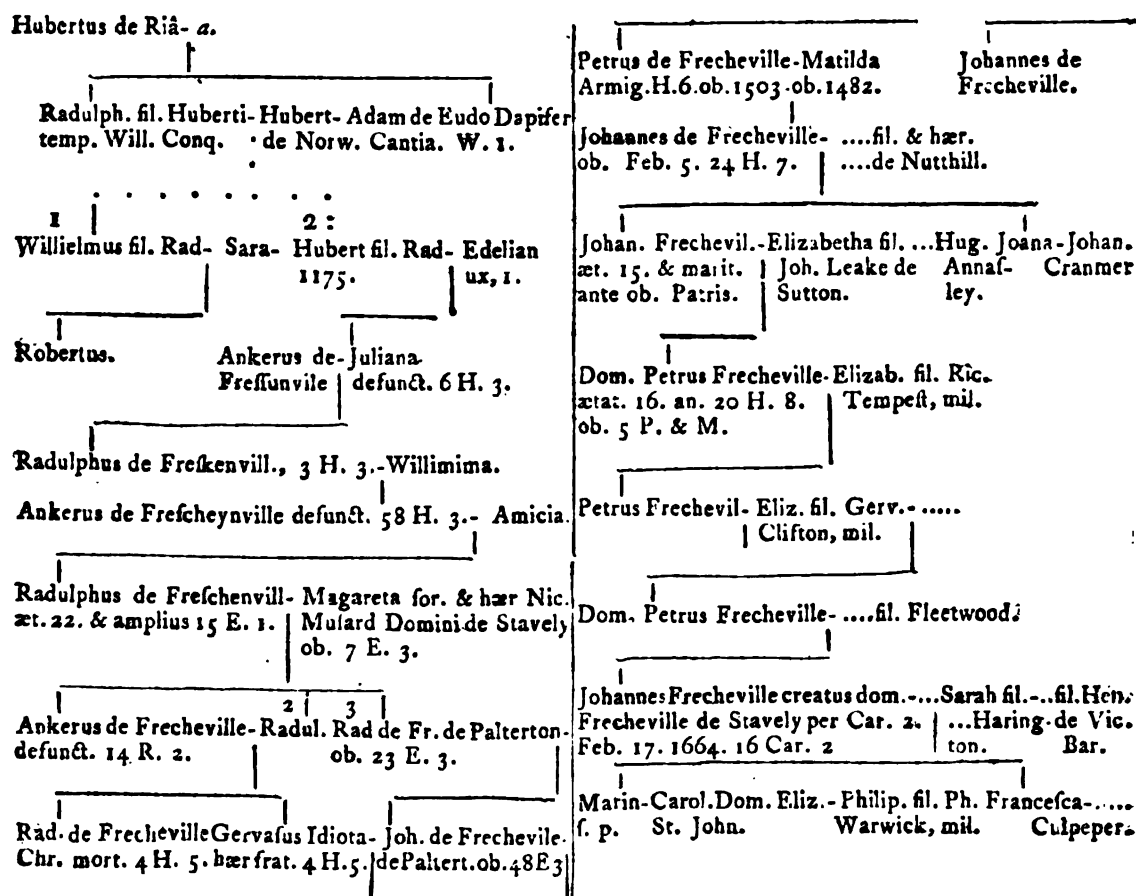 Hubertus de Riâ- a.
Radulph. fil. Huberti- Hubert- Adam de Eudo Dapifer
temp. Will. Conq. de Norw. Cantia. W. 1.
1 2 :
Willielmus fil. Rad- Sara- Hubert fil. Rad- Edelian
1175. ux, 1.
Robertus. Ankerus de- Juliana
Freſſunvile defunct. 6 H. 3.
Radulphus de Freſkenvill., 3 H. 3.-Willimima.
Ankerus de Freſcheynville defunct. 58 H. 3.- Amicia.
Radulphus de Freſchenvill- Magareta ſor. & hær Nic.
æt. 22. & amplius 15 E. 1. Muſard Domini de Stavely
ob. 7 E. 3.
2 3
Ankerus de Frecheville- Radul. Rad de Fr. de Palterton-
defunct. 14 R. 2. ob. 23 E. 3.
Rad. de Frecheville Gervaſus Idiota- Joh. de Frechevile-
Chr. mort. 4 H. 5. hær frat. 4 H. 5. de Paltert. ob. 48 E 3
Petrus de Frecheville-Matilda Johannes de
Armig. H. 6. ob. 1503. ob. 1482. Frecheville.
Johannes de Frecheville- ....fil. & hær.
ob. Feb. 5. 24 H. 7. ....de Nutthill.
Johan. Frechevil.-Elizabetha fil. ...Hug. Joana-Johan.
æt. 15. & marit. Joh. Leake de Annaſ- Cranmer
ante ob. Patris. Sutton. ley.
Dom. Petrus Frecheville- Elizab. fil. Ric.
ætat. 16. an. 20 H. 8. Tempeſt, mil.
ob. 5 P. & M.
Petrus Frechevil- Eliz. fil. Gerv.- .....
Clifton, mil.
Dom. Petrus Frecheville- ....fil. Fleetwood.
Johannes Frecheville creatus dom.-...Sarah fil.-..fil. Hen.
Frecheville de Stavely per Car. 2. ...Haring- de Vic.
Feb. 17. 1664. 16 Car. 2 ton. Bar.
Marin-Carol. Dom. Eliz.- Philip. fil. Ph. Franceſca-.....
ſ. p. St. John. Warwick, mil. Culpeper.